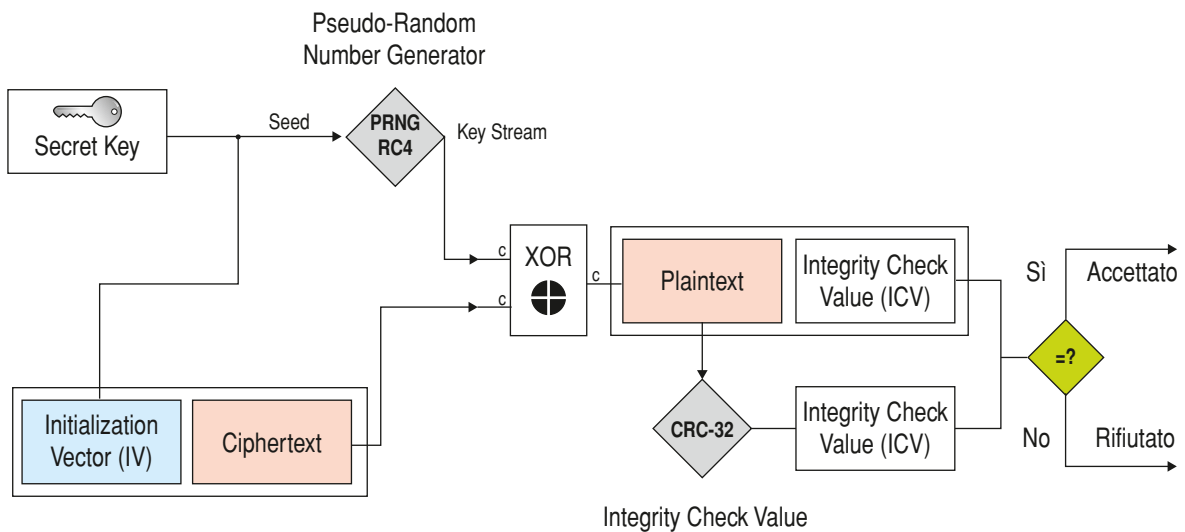 Pseudo-Random
Number Generator
Secret Key
Seed
PRNG
RC4
Key Stream
c
XOR
c
c
Plaintext
Integrity Check
Value (ICV)
Sì
Accettato
=?
Initialization
Vector (IV)
Ciphertext
CRC-32
Integrity Check
Value (ICV)
No
Rifiutato
Integrity Check Value